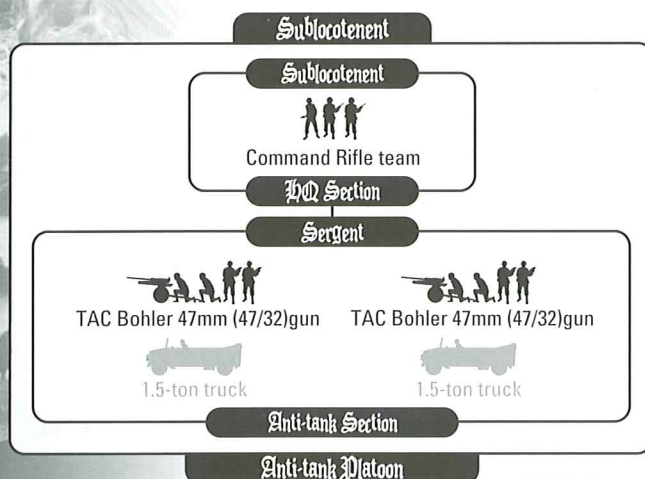 Sublocotenent
Sublocotenent
Command Rifle team
HQ Section
Sergent
TAC Bohler 47mm (47/32)gun
TAC Bohler 47mm (47/32)gun
1.5-ton truck
1.5-ton truck
Anti-tank Section
Anti-tank Platoon